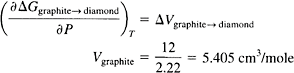 (∂ΔG_graphite→diamond / ∂P)_T = ΔV_graphite→diamond
V_graphite = 12 / 2.22 = 5.405 cm³/mole